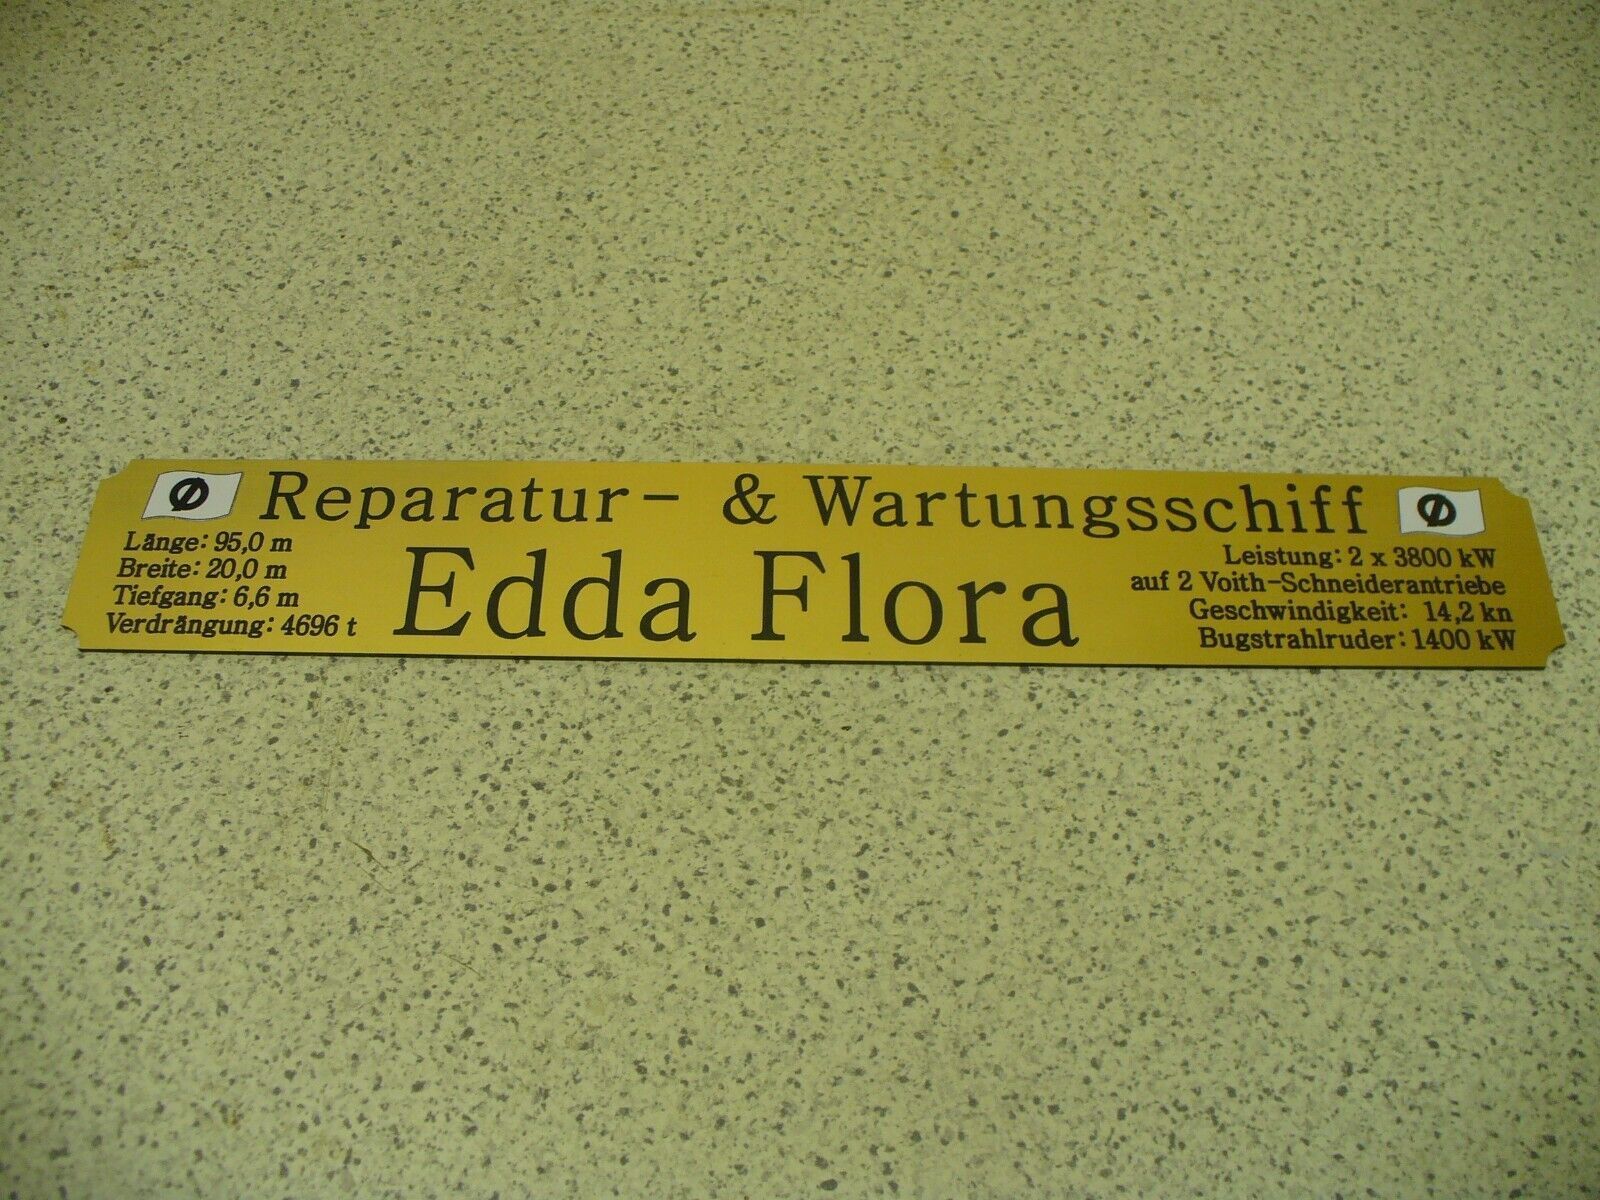 Reparatur- & Wartungsschiff
Edda Flora
Länge: 95,0 m
Breite: 20,0 m
Tiefgang: 6,6 m
Verdrängung: 4696 t
Leistung: 2 x 3800 kW
auf 2 Voith-Schneiderantriebe
Geschwindigkeit: 14,2 kn
Bugstrahlruder: 1400 kW